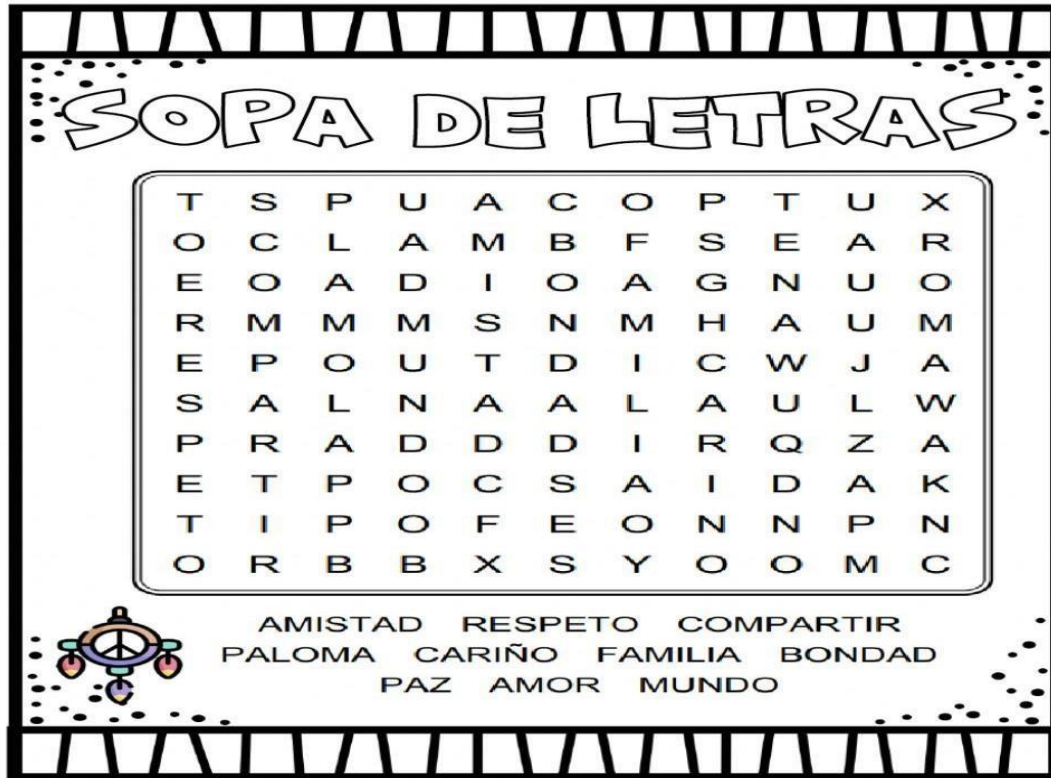 SOPA DE LETRAS
T S P U A C O P T U X
O C L A M B F S E A R
E O A D I O A G N U O
R M M M S N M H A U M
E P O U T D I C W J A
S A L N A A L A U L W
P R A D D D I R Q Z A
E T P O C S A I D A K
T I P O F E O N N P N
O R B B X S Y O O M C
AMISTAD RESPETO COMPARTIR
PALOMA CARIÑO FAMILIA BONDAD
PAZ AMOR MUNDO